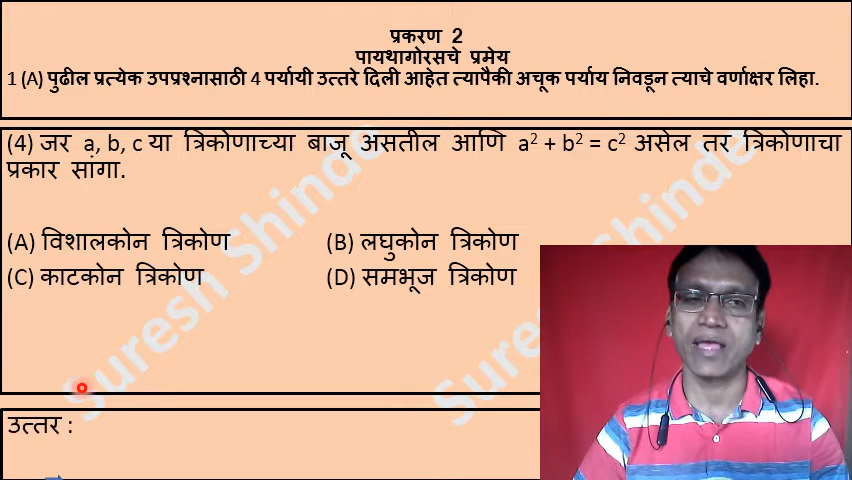 प्रकरण 2
पायथागोरसचे प्रमेय
1 (A) पुढील प्रत्येक उपप्रश्नासाठी 4 पर्यायी उत्तरे दिली आहेत त्यापैकी अचूक पर्याय निवडून त्याचे वर्णाक्षर लिहा.
(4) जर a, b, c या त्रिकोणाच्या बाजू असतील आणि a² + b² = c² असेल तर त्रिकोणाचा
प्रकार सांगा.
(A) विशालकोन त्रिकोण (B) लघुकोन त्रिकोण
(C) काटकोन त्रिकोण (D) समभूज त्रिकोण
उत्तर :
Suresh Shinde
Suresh Shinde